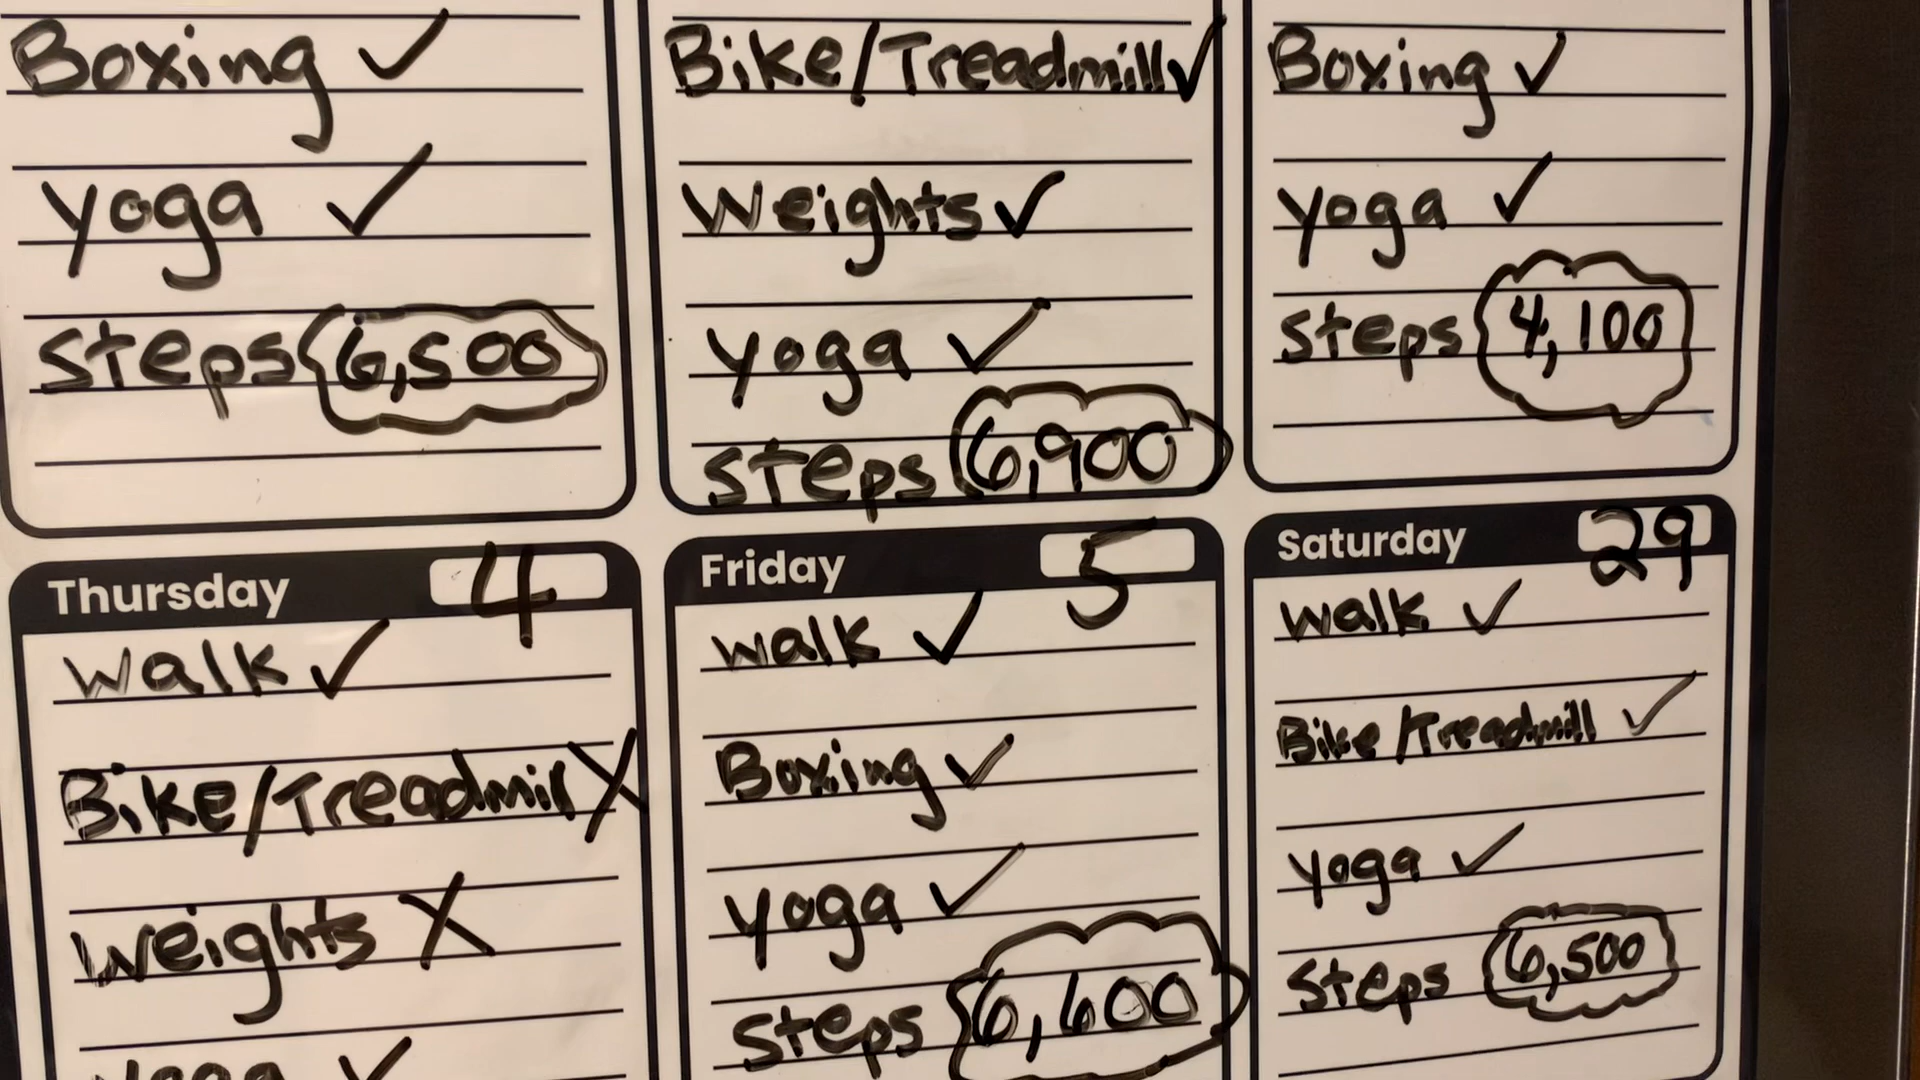 Boxing ✓
yoga ✓
Steps 6,500
Bike/Treadmill ✓
Weights ✓
yoga ✓
Steps 6,900
Boxing ✓
yoga ✓
Steps 4,100
Thursday 4
Walk ✓
Bike/Treadmil X
Weights X
yoga ✓
Friday 5
Walk ✓
Boxing ✓
yoga ✓
Steps 6,600
Saturday 29
Walk ✓
Bike/Treadmill ✓
yoga ✓
Steps 6,500